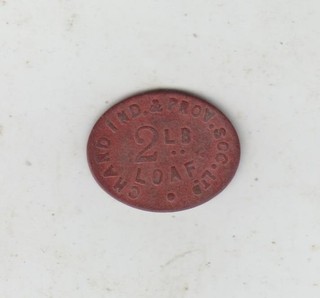 CHARD IND. & PROV. SOC. LTD
2 LB
LOAF